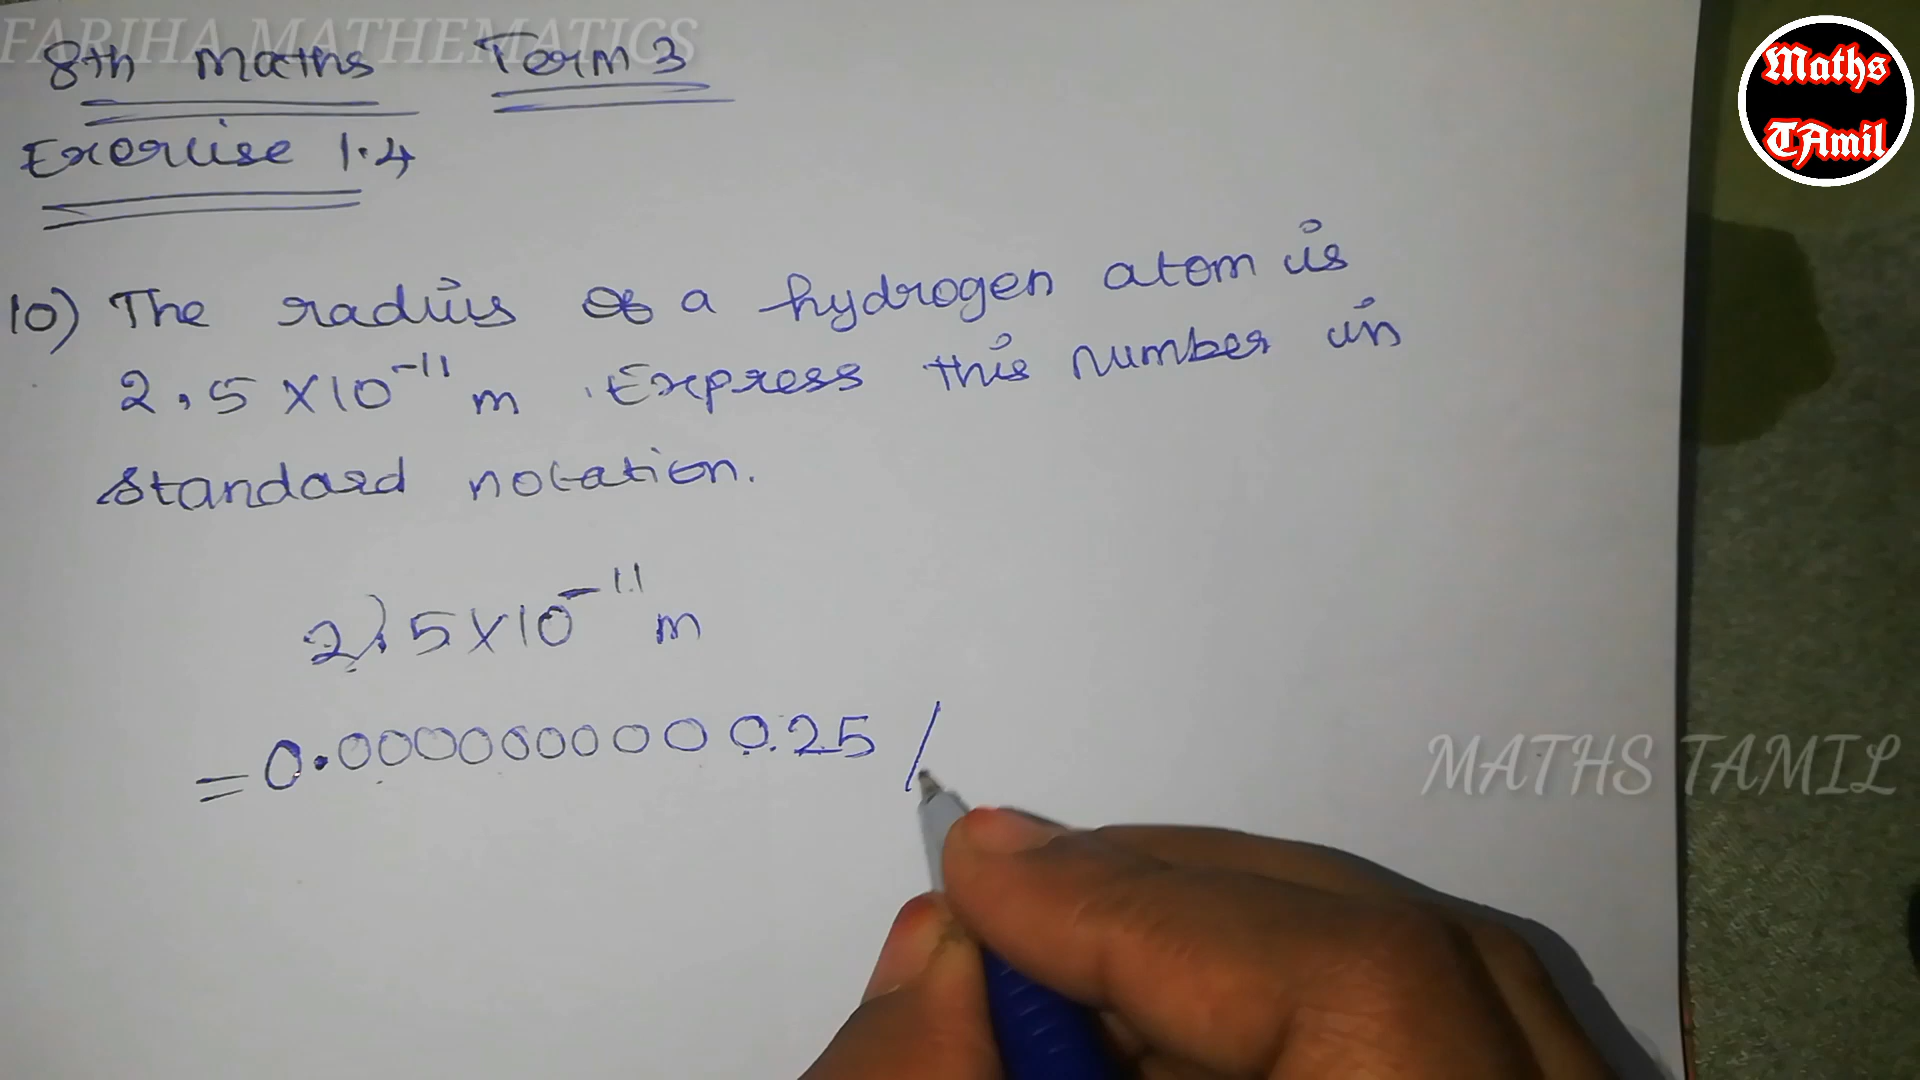 FARIHA MATHEMATICS
8th Maths Term 3
Exercise 1.4
Maths
TAmil
10) The radius of a hydrogen atom is
2.5 × 10⁻¹¹ m. Express this number in
standard notation.
2.5 × 10⁻¹¹ m
= 0.000000000025 /
MATHS TAMIL